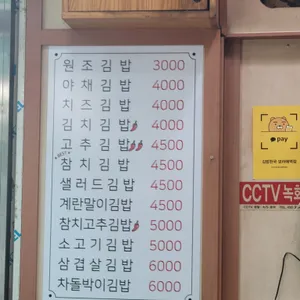 원조김밥 3000
야채김밥 4000
치즈김밥 4000
김치김밥 4000
고추김밥 4500
BEST
참치김밥 4500
샐러드김밥 4500
계란말이김밥 4500
참치고추김밥 5000
소고기김밥 5000
삼겹살김밥 6000
차돌박이김밥 6000
pay
CCTV 녹화